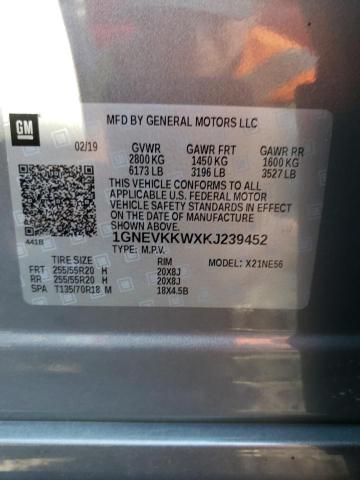 GM
MFD BY GENERAL MOTORS LLC
02/19 GVWR GAWR FRT GAWR RR
2800 KG 1450 KG 1600 KG
6173 LB 3196 LB 3527 LB
THIS VEHICLE CONFORMS TO ALL APPLICABLE
U.S. FEDERAL MOTOR
VEHICLE SAFETY STANDARDS
IN EFFECT ON THE DATE OF MANUFACTURE
SHOWN ABOVE.
4418 1GNEVKKWXKJ239452
TYPE: M.P.V. MODEL: X21NE56
TIRE SIZE RIM
FRT 255/55R20 H 20X8J
RR 255/55R20 H 20X8J
SPA T135/70R18 M 18X4.5B